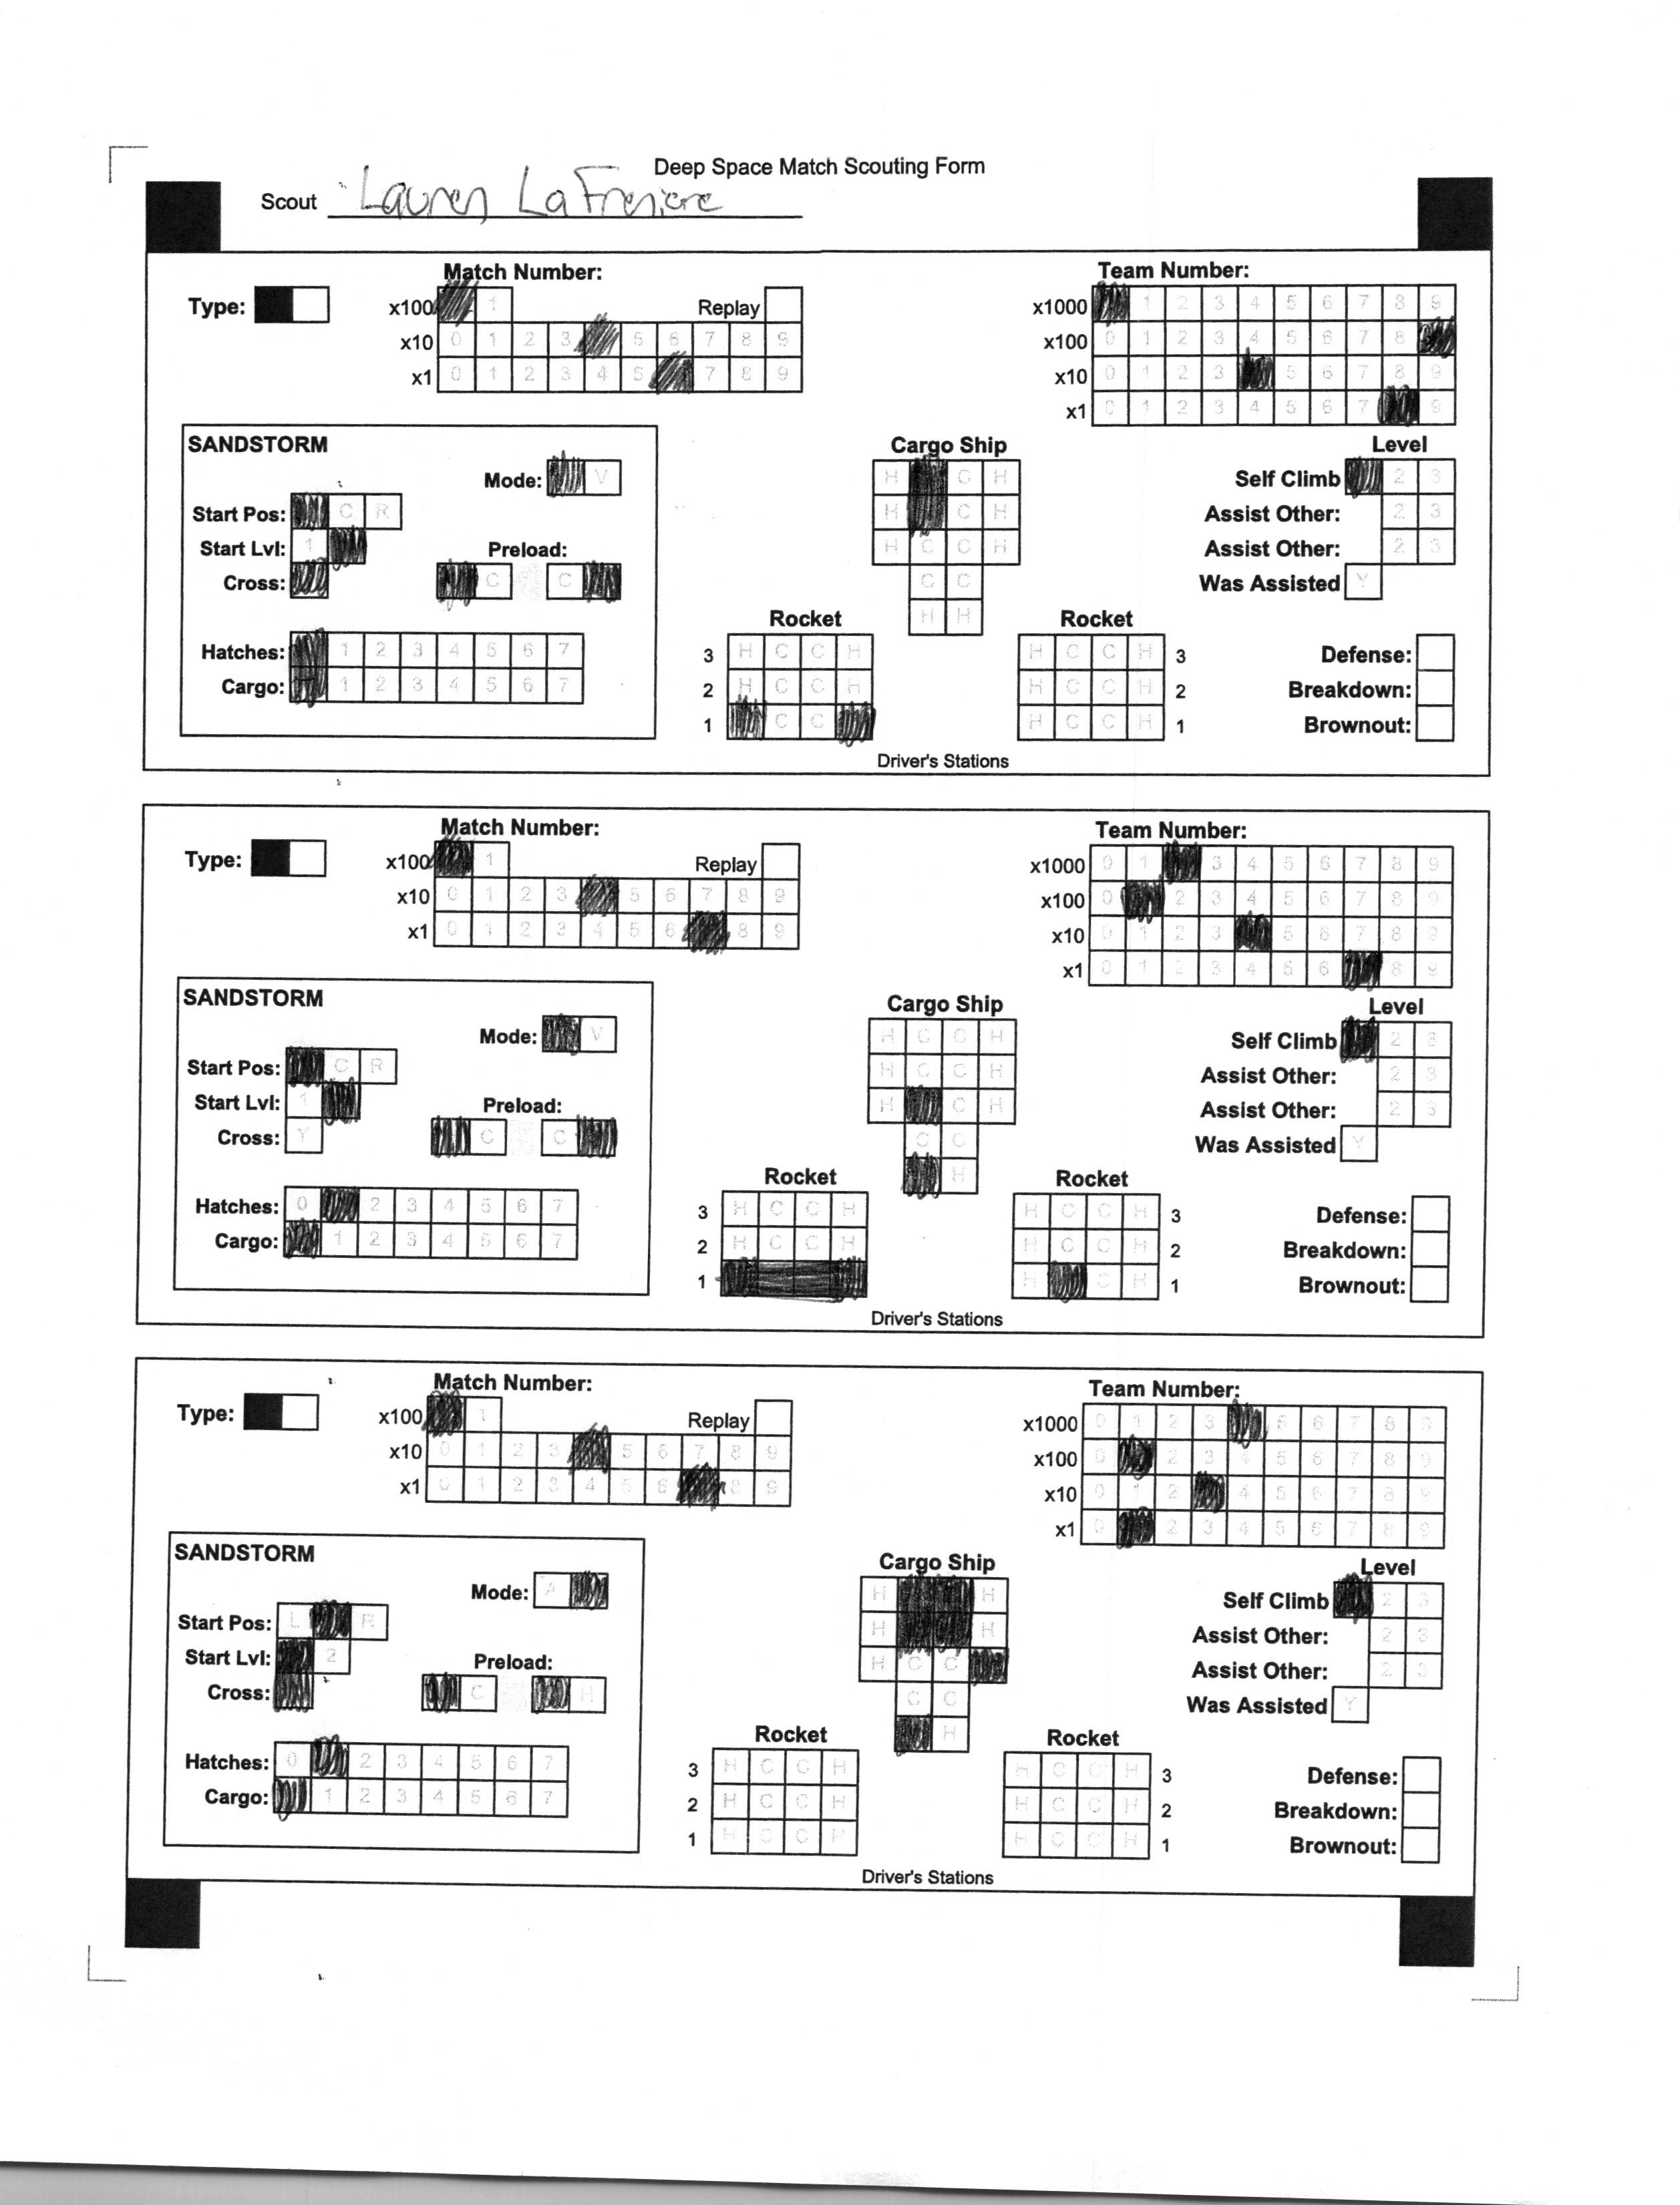 Deep Space Match Scouting Form
Scout Lauren LaFreniere
Match Number: Team Number:
Type: x100 1 Replay x1000 1 2 3 4 5 6 7 8 9
x10 0 1 2 3 5 6 7 8 9 x100 0 1 2 3 4 5 6 7 8
x1 0 1 2 3 4 5 7 8 9 x10 0 1 2 3 5 6 7 8 9
x1 0 1 2 3 4 5 6 7 9
SANDSTORM Cargo Ship Level
Mode: V H C H Self Climb 2 3
Start Pos: C R H C H Assist Other: 2 3
Start Lvl: 1 Preload: H C C H Assist Other: 2 3
Cross: C C C C Was Assisted Y
H H
Rocket Rocket
Hatches: 1 2 3 4 5 6 7 3 H C C H H C C H 3 Defense:
Cargo: 1 2 3 4 5 6 7 2 H C C H H C C H 2 Breakdown:
1 C C H C C H 1 Brownout:
Driver's Stations
Match Number: Team Number:
Type: x100 1 Replay x1000 0 1 3 4 5 6 7 8 9
x10 0 1 2 3 5 6 7 8 9 x100 0 2 3 4 5 6 7 8 9
x1 0 1 2 3 4 5 6 8 9 x10 0 1 2 3 5 6 7 8 9
x1 0 1 2 3 4 5 6 8 9
SANDSTORM Cargo Ship Level
Mode: V H C C H Self Climb 2 3
Start Pos: C R H C C H Assist Other: 2 3
Start Lvl: 1 Preload: H C H Assist Other: 2 3
Cross: Y C C C C Was Assisted Y
H
Rocket Rocket
Hatches: 0 2 3 4 5 6 7 3 H C C H H C C H 3 Defense:
Cargo: 1 2 3 4 5 6 7 2 H C C H H C C H 2 Breakdown:
1 H C H 1 Brownout:
Driver's Stations
Match Number: Team Number:
Type: x100 1 Replay x1000 0 1 2 3 5 6 7 8 9
x10 0 1 2 3 5 6 7 8 9 x100 0 2 3 4 5 6 7 8 9
x1 0 1 2 3 4 5 6 8 9 x10 0 1 2 4 5 6 7 8 9
x1 0 2 3 4 5 6 7 8 9
SANDSTORM Cargo Ship Level
Mode: A H H Self Climb 2 3
Start Pos: L R H H Assist Other: 2 3
Start Lvl: 2 Preload: H C C Assist Other: 2 3
Cross: C H C C Was Assisted Y
H
Rocket Rocket
Hatches: 0 2 3 4 5 6 7 3 H C C H H C C H 3 Defense:
Cargo: 1 2 3 4 5 6 7 2 H C C H H C C H 2 Breakdown:
1 H C C H H C C H 1 Brownout:
Driver's Stations